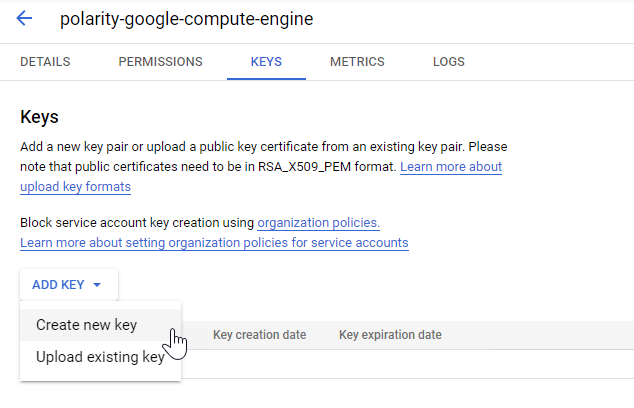 polarity-google-compute-engine
DETAILS PERMISSIONS KEYS METRICS LOGS
Keys
Add a new key pair or upload a public key certificate from an existing key pair. Please
note that public certificates need to be in RSA_X509_PEM format. Learn more about
upload key formats
Block service account key creation using organization policies.
Learn more about setting organization policies for service accounts
ADD KEY
Create new key
Key creation date Key expiration date
Upload existing key